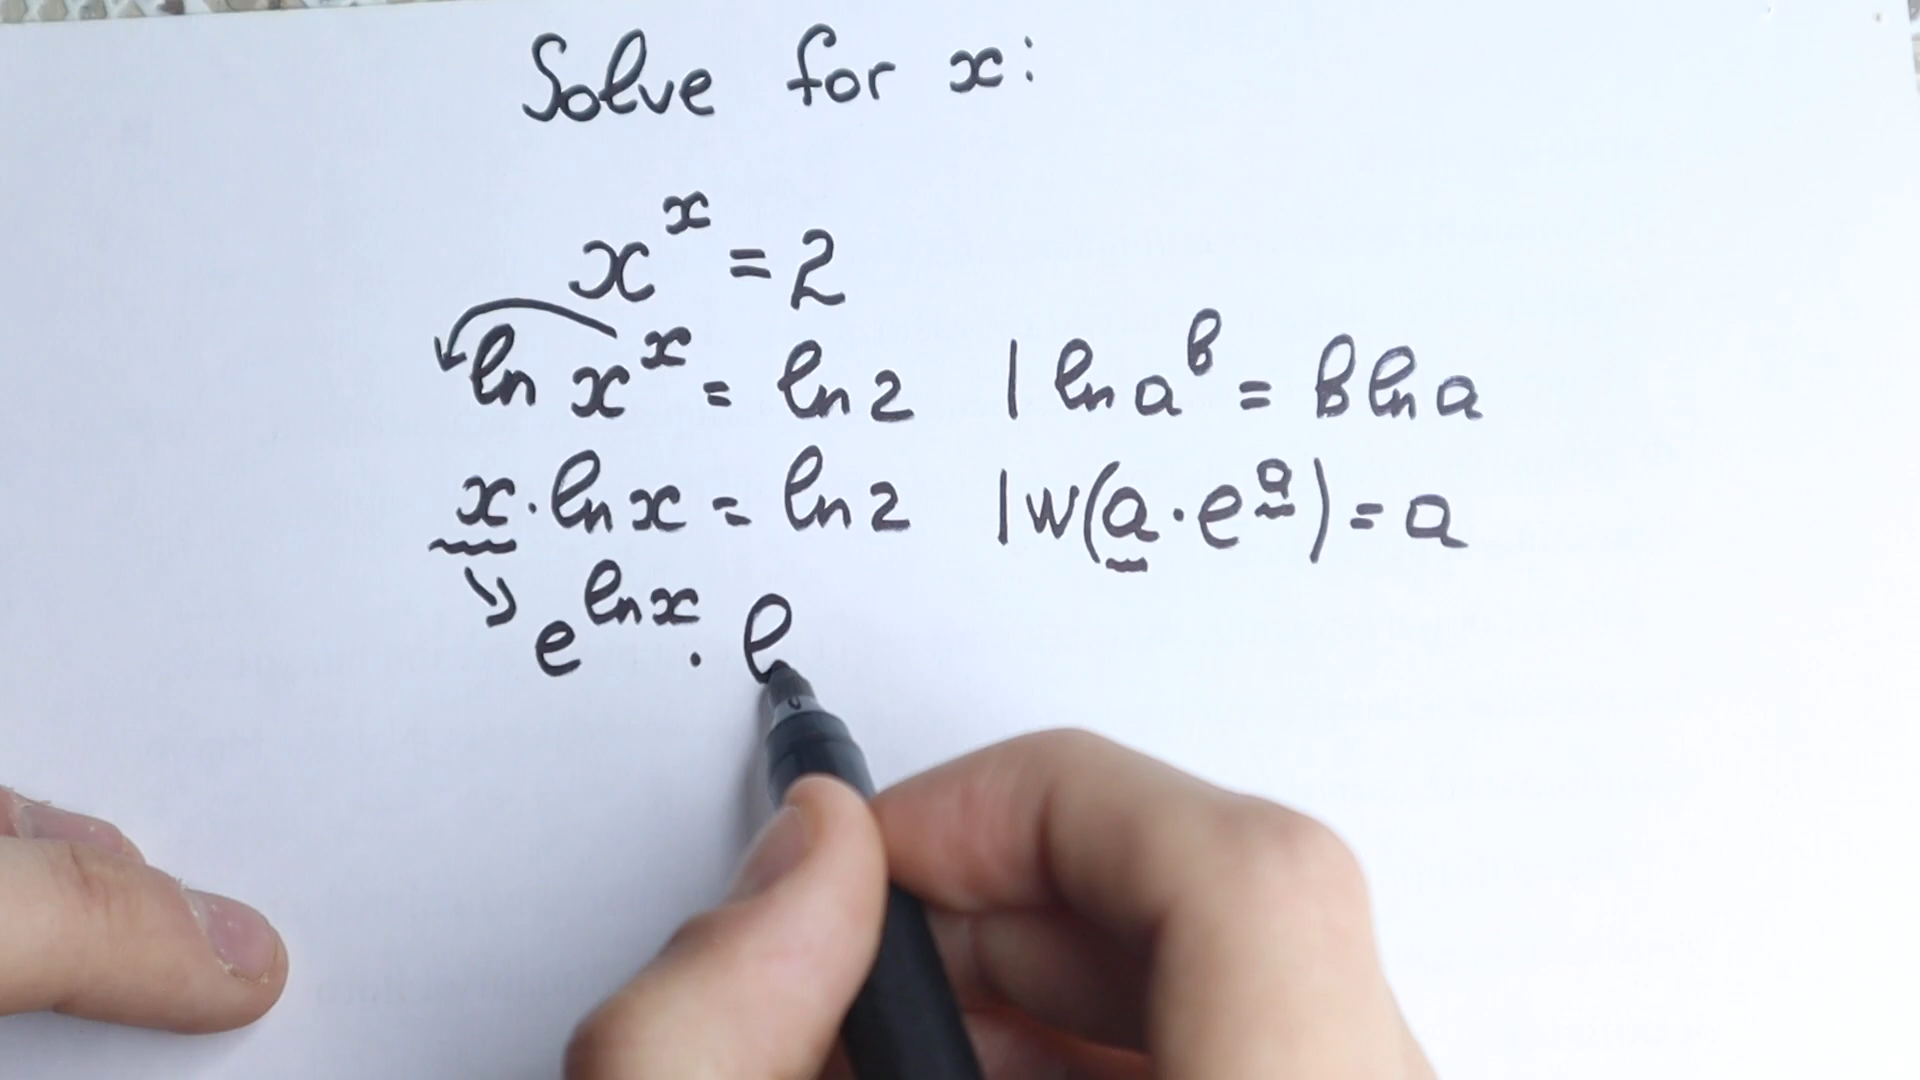 Solve for x:
x^x = 2
ln x^x = ln 2 | ln a^b = b ln a
x · ln x = ln 2 | W(a · e^a) = a
e^ln x · l